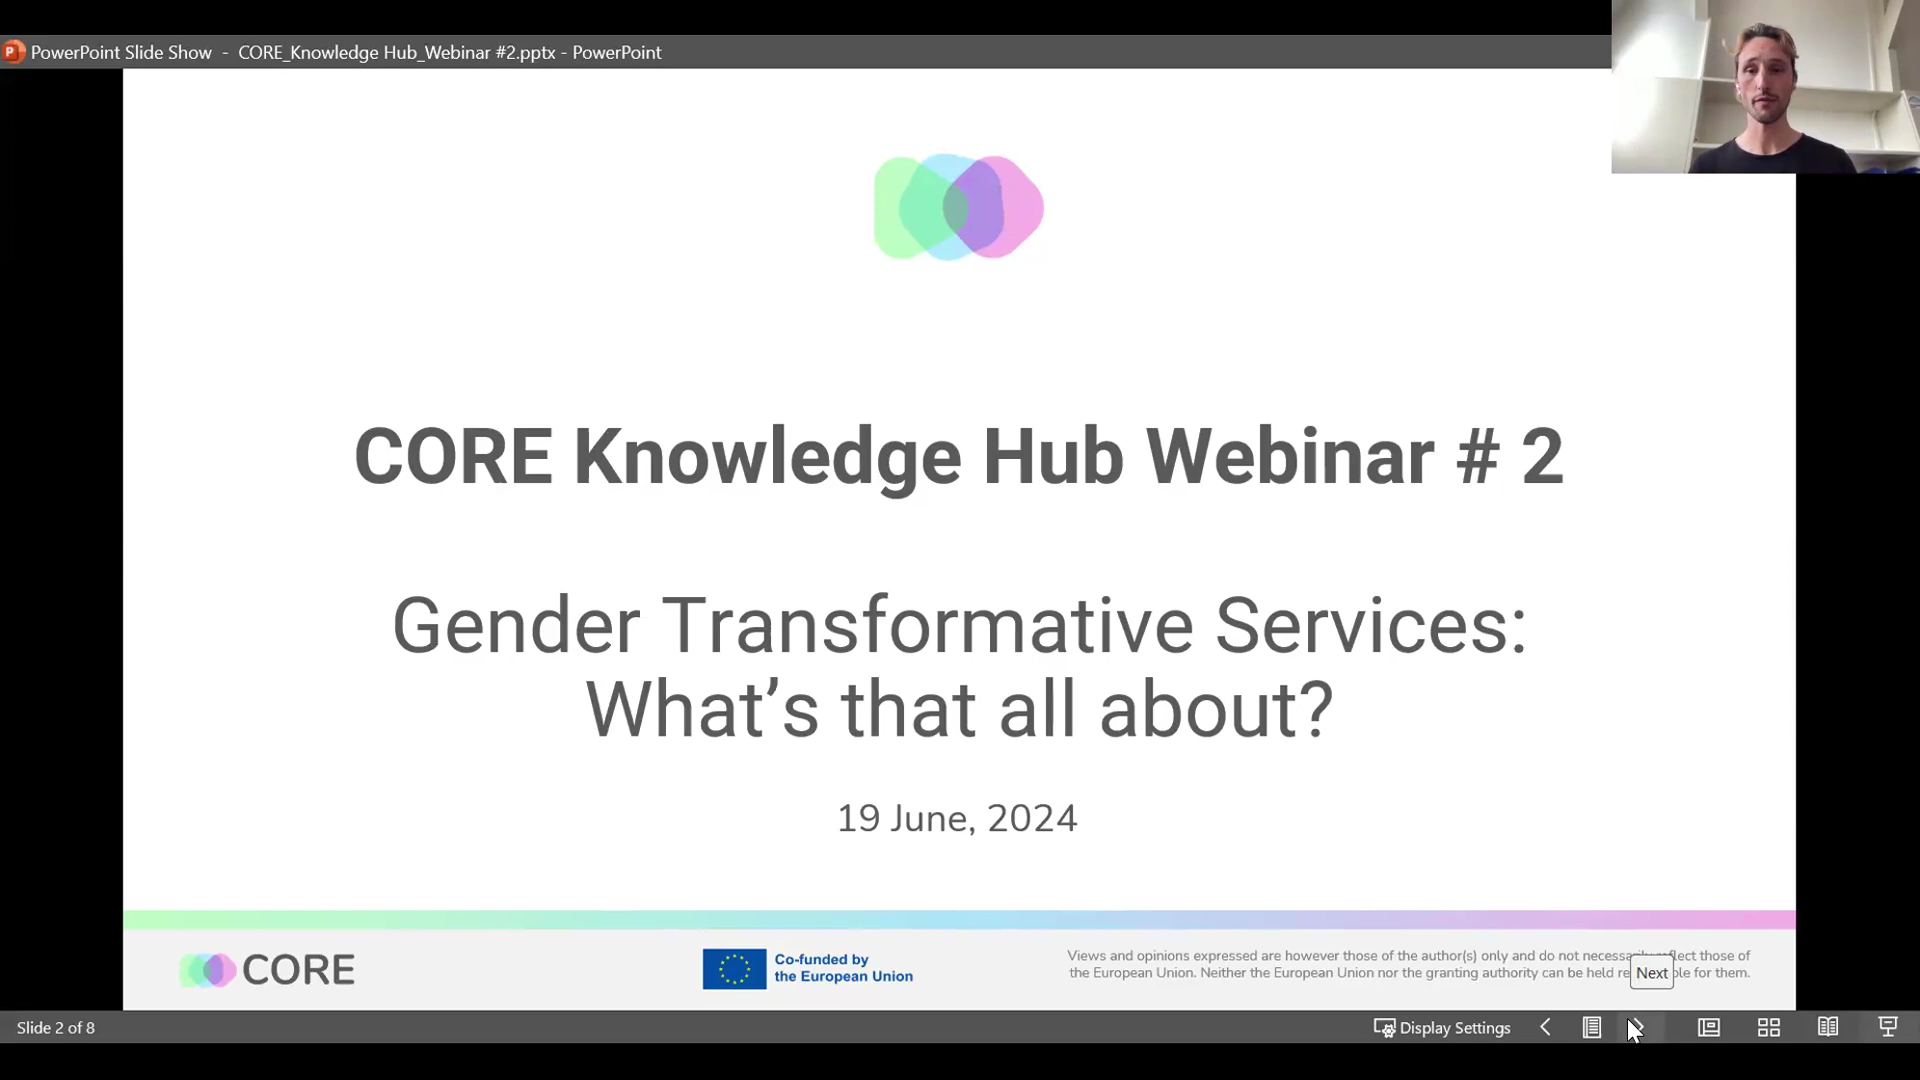 PowerPoint Slide Show - CORE_Knowledge Hub_Webinar #2.pptx - PowerPoint
CORE Knowledge Hub Webinar # 2
Gender Transformative Services:
What's that all about?
19 June, 2024
CORE
Co-funded by
the European Union
Views and opinions expressed are however those of the author(s) only and do not those of
the European Union. Neither the European Union nor the granting authority can be held for them.
Next
Slide 2 of 8
Display Settings